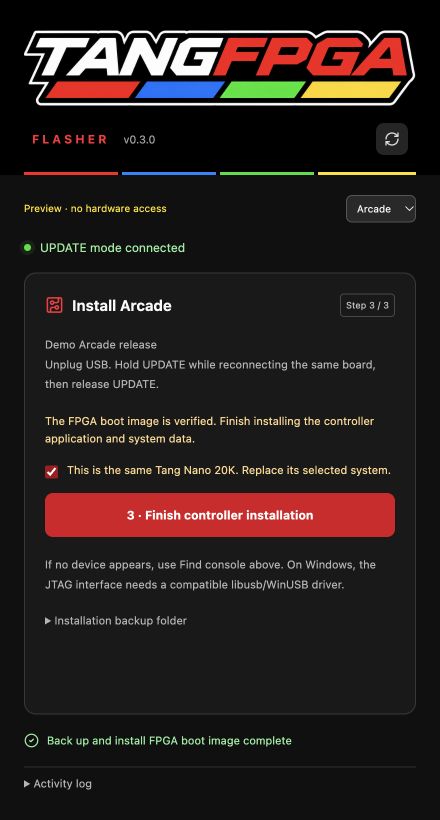 TANGFPGA
FLASHER v0.3.0
Preview · no hardware access
Arcade
UPDATE mode connected
Install Arcade
Step 3 / 3
Demo Arcade release
Unplug USB. Hold UPDATE while reconnecting the same board,
then release UPDATE.
The FPGA boot image is verified. Finish installing the controller
application and system data.
This is the same Tang Nano 20K. Replace its selected system.
3 · Finish controller installation
If no device appears, use Find console above. On Windows, the
JTAG interface needs a compatible libusb/WinUSB driver.
Installation backup folder
Back up and install FPGA boot image complete
Activity log